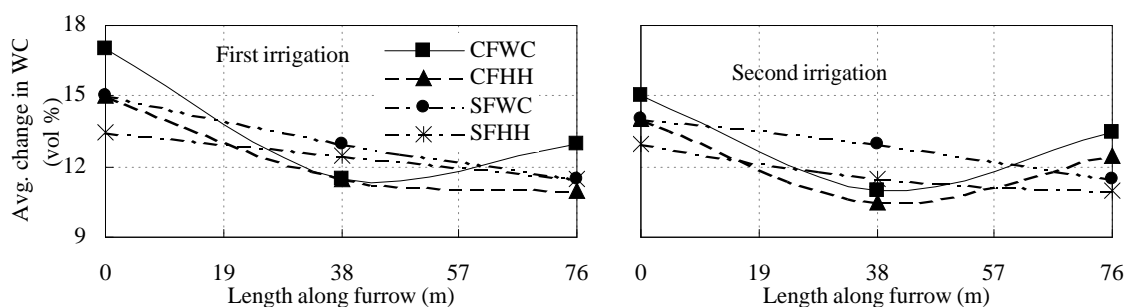 Avg. change in WC
(vol %)
18
15
12
9
First irrigation
CFWC
CFHH
SFWC
SFHH
0 19 38 57 76
Length along furrow (m)
Second irrigation
0 19 38 57 76
Length along furrow (m)